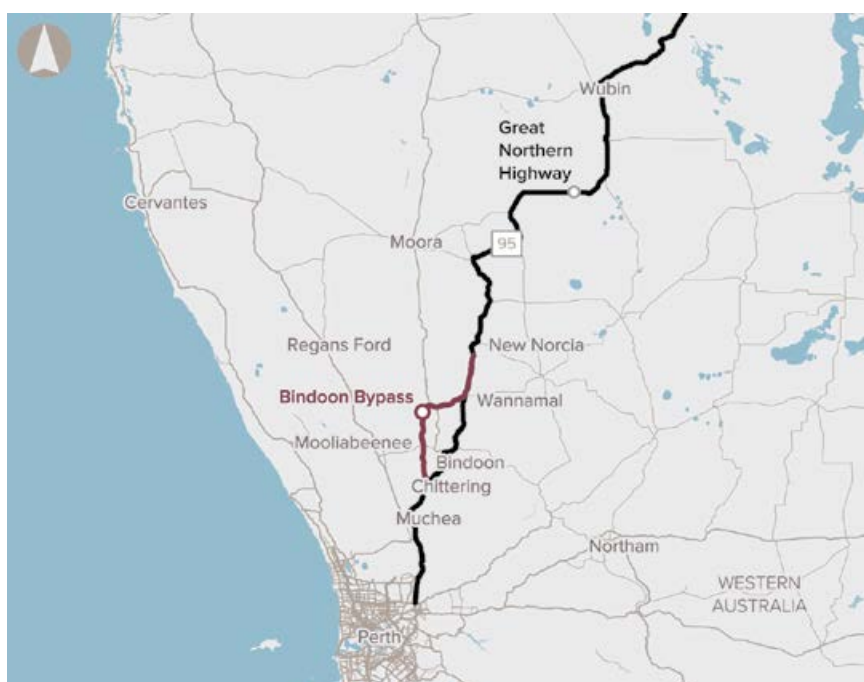 Wubin
Great
Northern
Highway
Cervantes
Moora
95
Regans Ford
New Norcia
Bindoon Bypass
Wannamal
Mooliabeenee
Bindoon
Chittering
Muchea
Northam
WESTERN
AUSTRALIA
Perth